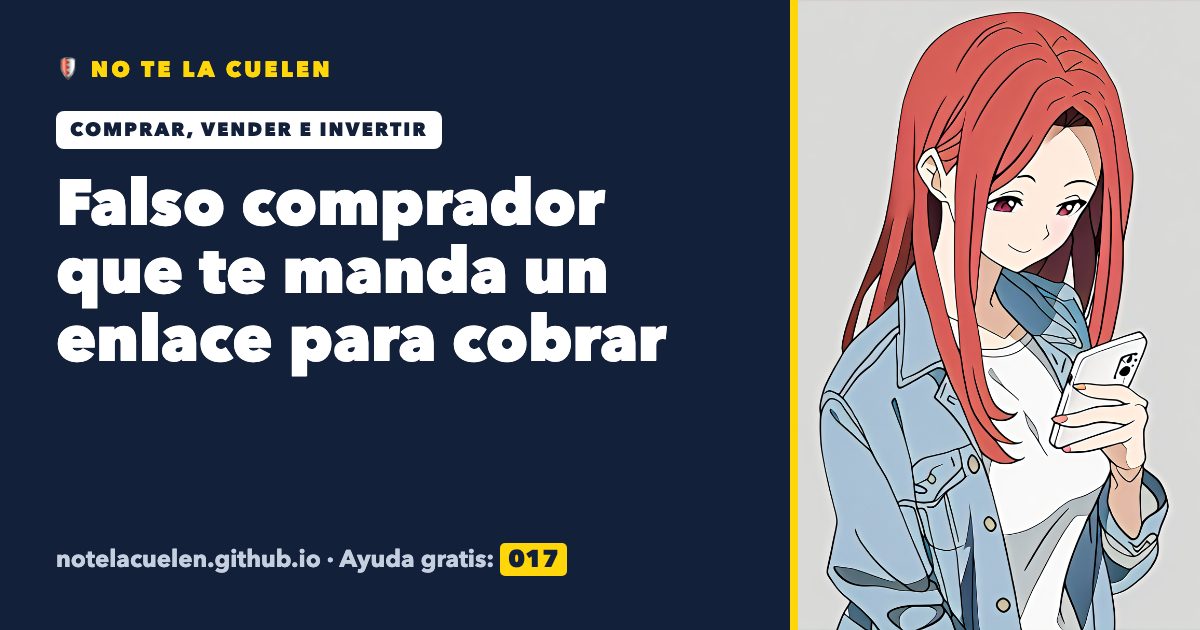 NO TE LA CUELEN
COMPRAR, VENDER E INVERTIR
Falso comprador
que te manda un
enlace para cobrar
notelacuelen.github.io · Ayuda gratis: 017